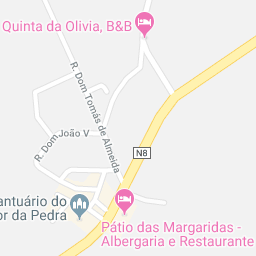 Quinta da Olivia, B&B
R. Dom Tomás de Almeida
R. Dom João V
N8
antuário do
or da Pedra
Pátio das Margaridas -
Albergaria e Restaurante